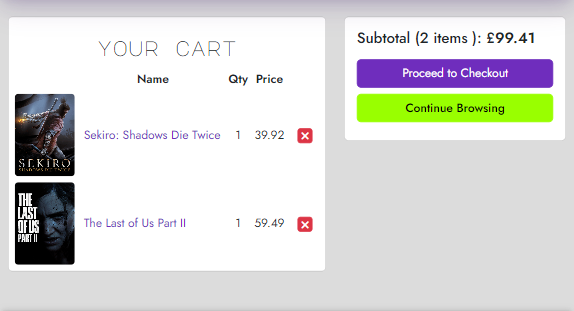 YOUR CART
Name Qty Price
SEKIRO
SHADOWS DIE TWICE
Sekiro: Shadows Die Twice 1 39.92
THE LAST
OF US
PART II
The Last of Us Part II 1 59.49
Subtotal (2 items ): £99.41
Proceed to Checkout
Continue Browsing